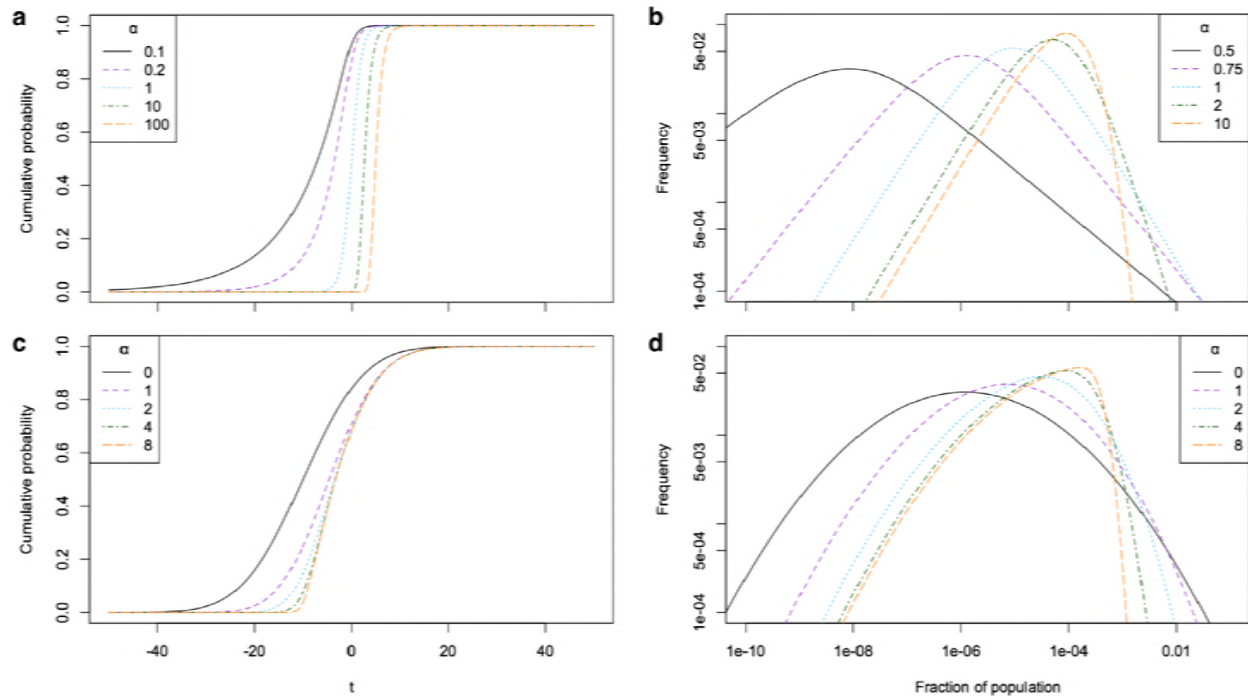 a
α
0.1
0.2
1
10
100
Cumulative probability
0.0 0.2 0.4 0.6 0.8 1.0
b
α
0.5
0.75
1
2
10
Frequency
1e-04 5e-04 5e-03 5e-02
c
α
0
1
2
4
8
Cumulative probability
0.0 0.2 0.4 0.6 0.8 1.0
-40 -20 0 20 40
t
d
α
0
1
2
4
8
Frequency
1e-04 5e-04 5e-03 5e-02
1e-10 1e-08 1e-06 1e-04 0.01
Fraction of population